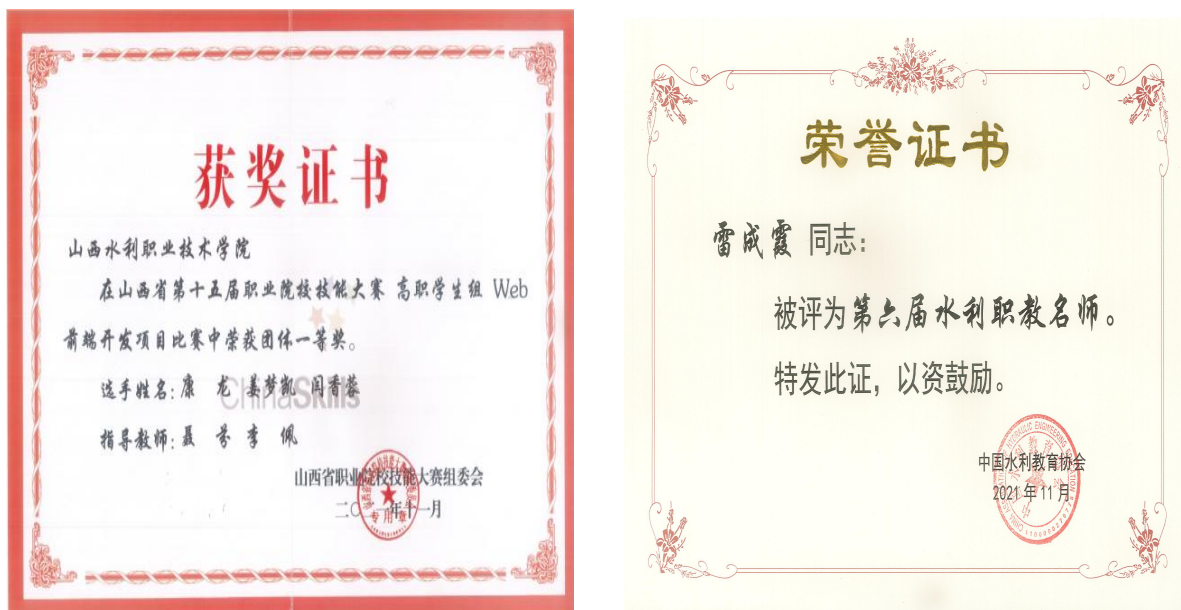 获奖证书
山西水利职业技术学院
在山西省第十五届职业院校技能大赛 高职学生组 Web
前端开发项目比赛中荣获团体一等奖。
ChinaSkills
选手姓名:康 龙 姜梦凯 闫香蓉
指导教师:聂 芬 李 佩
山西省职业院校技能大赛组委会
年十一月
专用章
荣誉证书
雷成霞 同志:
被评为第六届水利职教名师。
特发此证,以资鼓励。
中国水利教育协会
2021 年 11 月